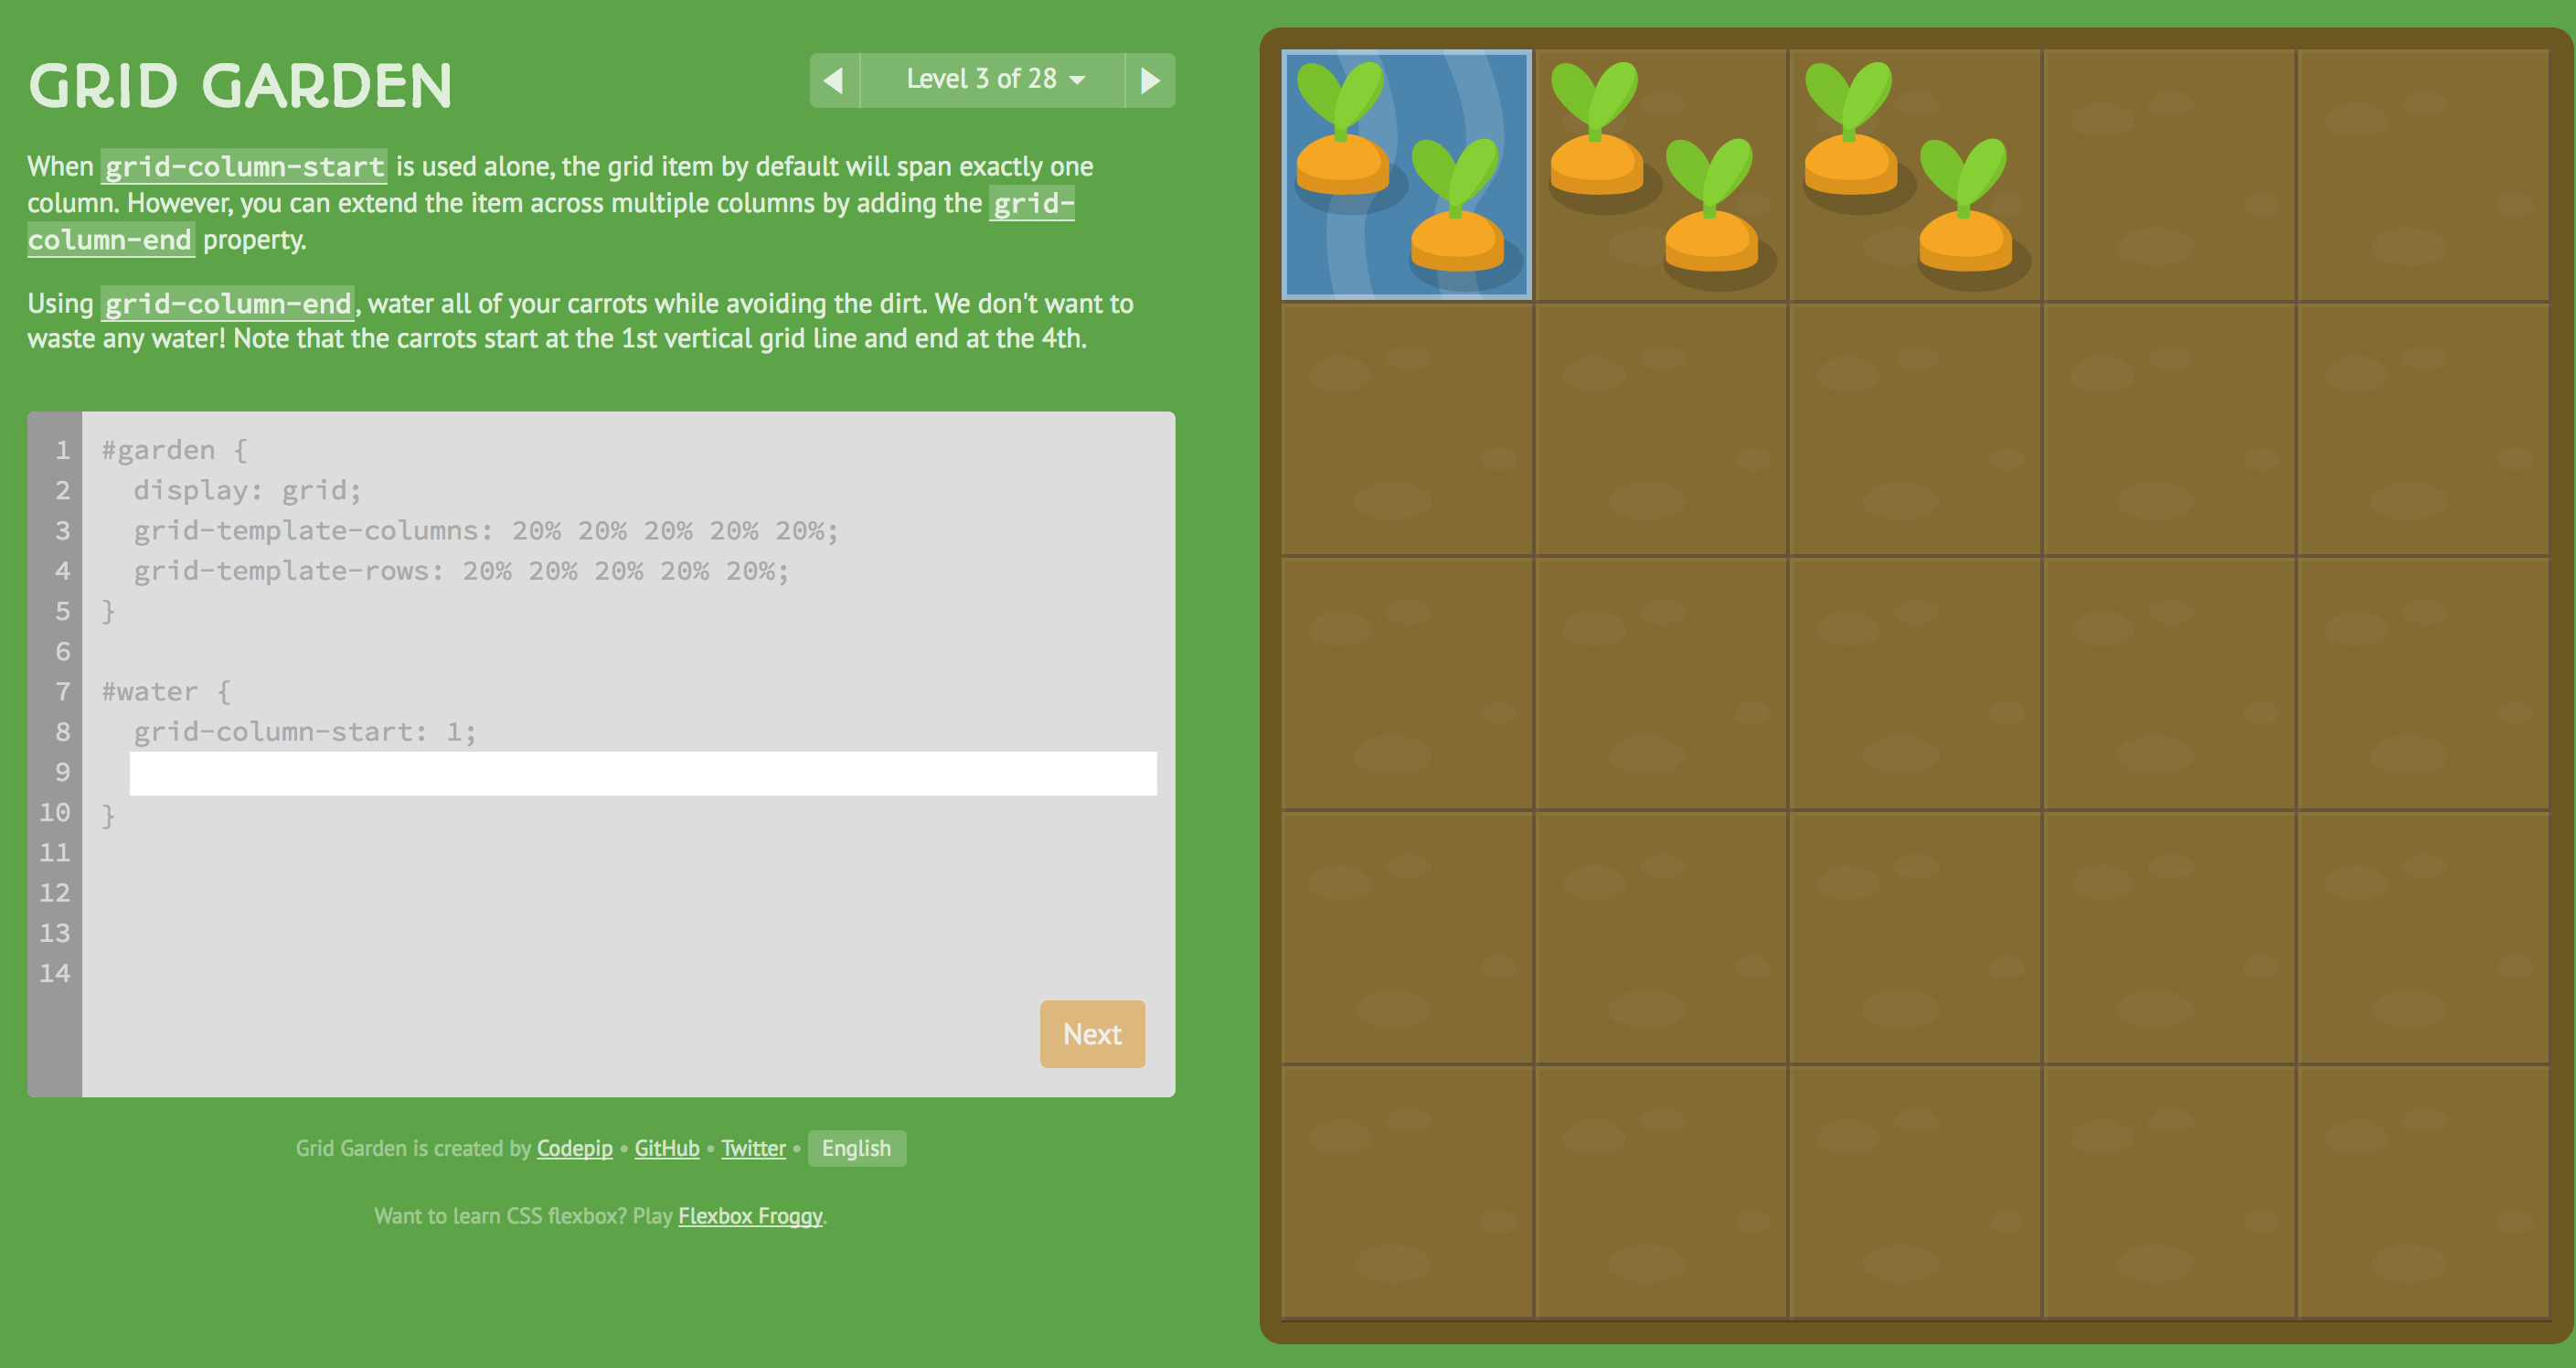 GRID GARDEN
Level 3 of 28
When grid-column-start is used alone, the grid item by default will span exactly one
column. However, you can extend the item across multiple columns by adding the grid-
column-end property.
Using grid-column-end, water all of your carrots while avoiding the dirt. We don't want to
waste any water! Note that the carrots start at the 1st vertical grid line and end at the 4th.
1 #garden {
2 display: grid;
3 grid-template-columns: 20% 20% 20% 20% 20%;
4 grid-template-rows: 20% 20% 20% 20% 20%;
5 }
6
7 #water {
8 grid-column-start: 1;
9
10 }
11
12
13
14
Next
Grid Garden is created by Codepip • GitHub • Twitter • English
Want to learn CSS flexbox? Play Flexbox Froggy.